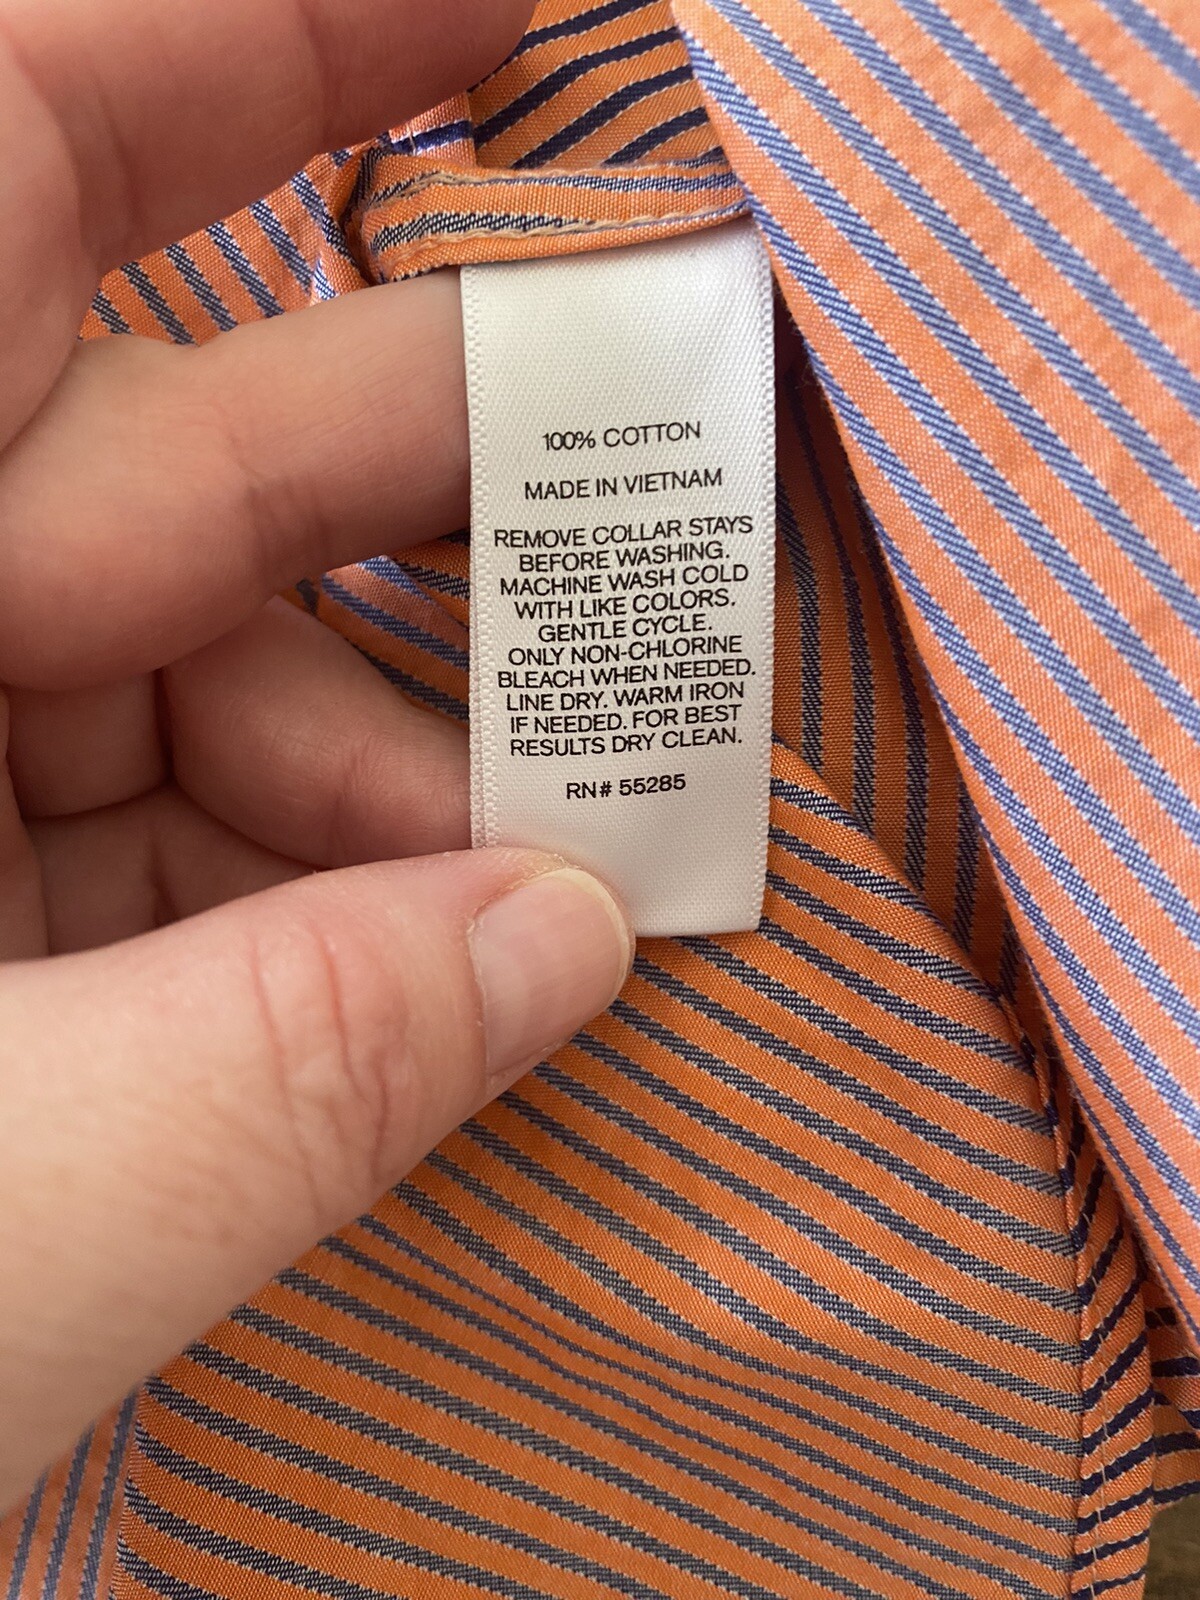 100% COTTON
MADE IN VIETNAM
REMOVE COLLAR STAYS
BEFORE WASHING.
MACHINE WASH COLD
WITH LIKE COLORS.
GENTLE CYCLE.
ONLY NON-CHLORINE
BLEACH WHEN NEEDED.
LINE DRY. WARM IRON
IF NEEDED. FOR BEST
RESULTS DRY CLEAN.
RN# 55285